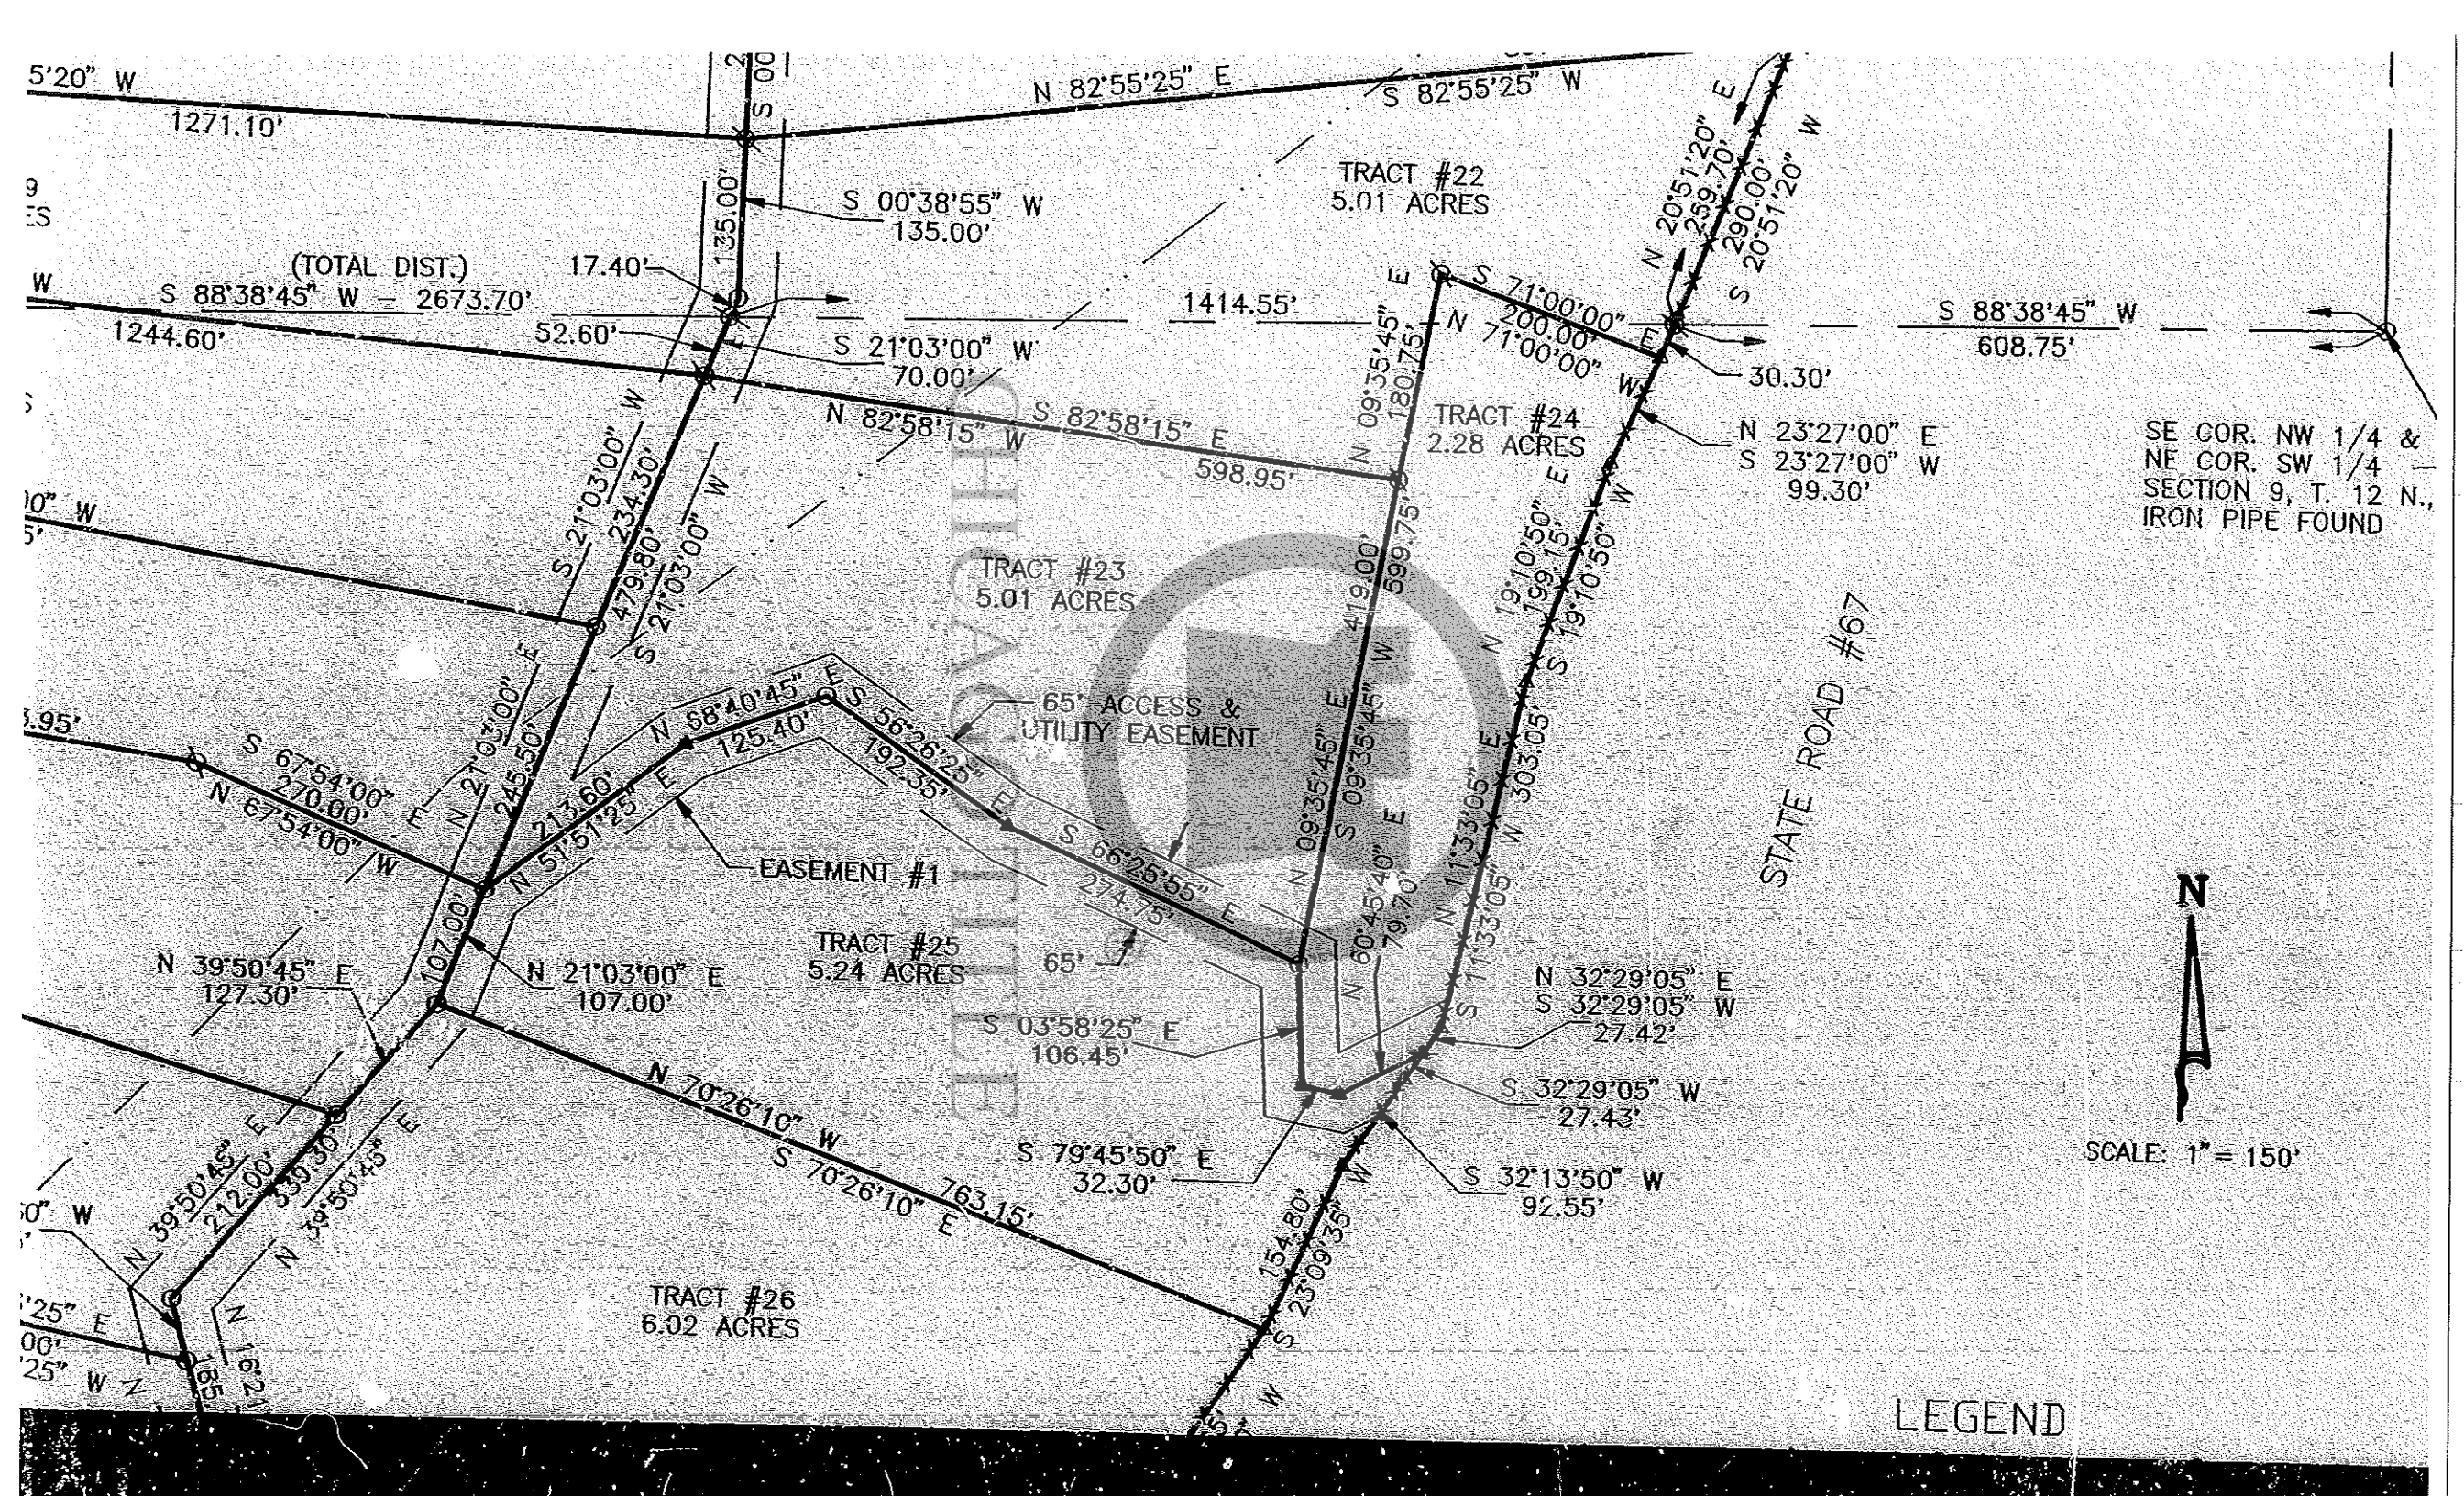 5'20" W
1271.10'
N 82°55'25" E
S 82°55'25" W
S 00
135.00"
S 00°38'55" W
135.00'
TRACT #22
5.01 ACRES
N 20°51'20" E
259.70'
290.00'
S 20°51'20" W
W
(TOTAL DIST.)
S 88°38'45" W – 2673.70'
17.40'
1244.60'
52.60'
S 21°03'00" W
70.00'
1414.55'
S 71°00'00" E
200.00'
N 71°00'00" W
S 88°38'45" W
608.75'
30.30'
N 09°35'45" E
180.75'
N 82°58'15" W
S 82°58'15" E
598.95'
TRACT #24
2.28 ACRES
N 23°27'00" E
S 23°27'00" W
99.30'
SE COR. NW 1/4 &
NE COR. SW 1/4 —
SECTION 9, T. 12 N.,
IRON PIPE FOUND
S 21°03'00" W
234.30'
479.80'
S 21°03'00" W
TRACT #23
5.01 ACRES
419.00'
599.75'
N 09°35'45" E
S 09°35'45" W
N 19°10'50" E
199.15'
S 19°10'50" W
STATE ROAD #67
3.95'
S 67°54'00" E
270.00'
N 67°54'00" W
N 21°03'00" E
245.50'
N 68°40'45" E
125.40'
S 56°26'25" E
192.35'
65' ACCESS &
UTILITY EASEMENT
213.60'
N 51°51'25" E
EASEMENT #1
S 66°25'55" E
274.75'
65'
N 11°33'05" E
303.05'
S 11°33'05" W
N 60°45'40" E
79.70'
N 39°50'45" E
127.30'
107.00'
N 21°03'00" E
107.00'
TRACT #25
5.24 ACRES
S 03°58'25" E
106.45'
N 32°29'05" E
S 32°29'05" W
27.42'
S 32°29'05" W
27.43'
S 79°45'50" E
32.30'
S 32°13'50" W
92.55'
N 70°26'10" W
S 70°26'10" E
763.15'
N 39°50'45" E
212.00'
339.30'
N 39°50'45" E
154.80'
S 23°09'35" W
TRACT #26
6.02 ACRES
N
SCALE: 1"= 150'
'25" E
00'
'25" W
N 16°21
185
W
LEGEND